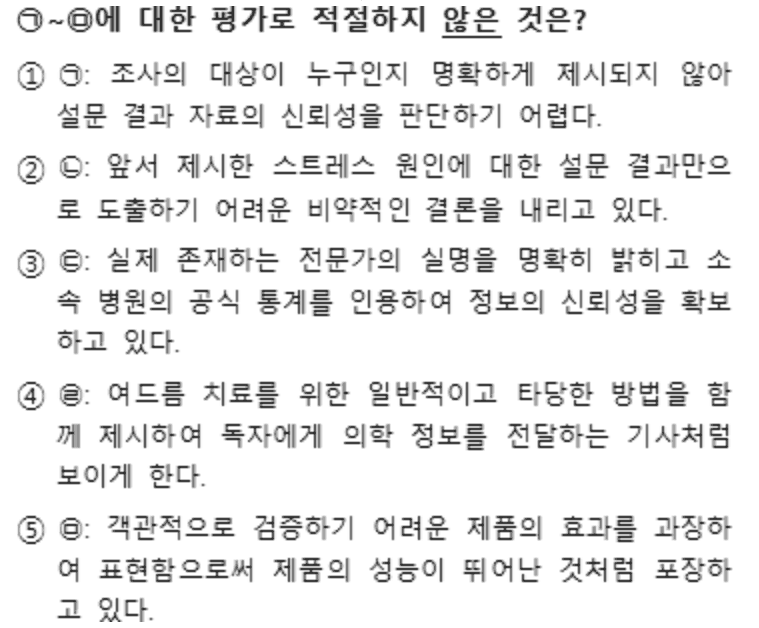 ㉠~㉤에 대한 평가로 적절하지 않은 것은?
① ㉠: 조사의 대상이 누구인지 명확하게 제시되지 않아
설문 결과 자료의 신뢰성을 판단하기 어렵다.
② ㉡: 앞서 제시한 스트레스 원인에 대한 설문 결과만으
로 도출하기 어려운 비약적인 결론을 내리고 있다.
③ ㉢: 실제 존재하는 전문가의 실명을 명확히 밝히고 소
속 병원의 공식 통계를 인용하여 정보의 신뢰성을 확보
하고 있다.
④ ㉣: 여드름 치료를 위한 일반적이고 타당한 방법을 함
께 제시하여 독자에게 의학 정보를 전달하는 기사처럼
보이게 한다.
⑤ ㉤: 객관적으로 검증하기 어려운 제품의 효과를 과장하
여 표현함으로써 제품의 성능이 뛰어난 것처럼 포장하
고 있다.